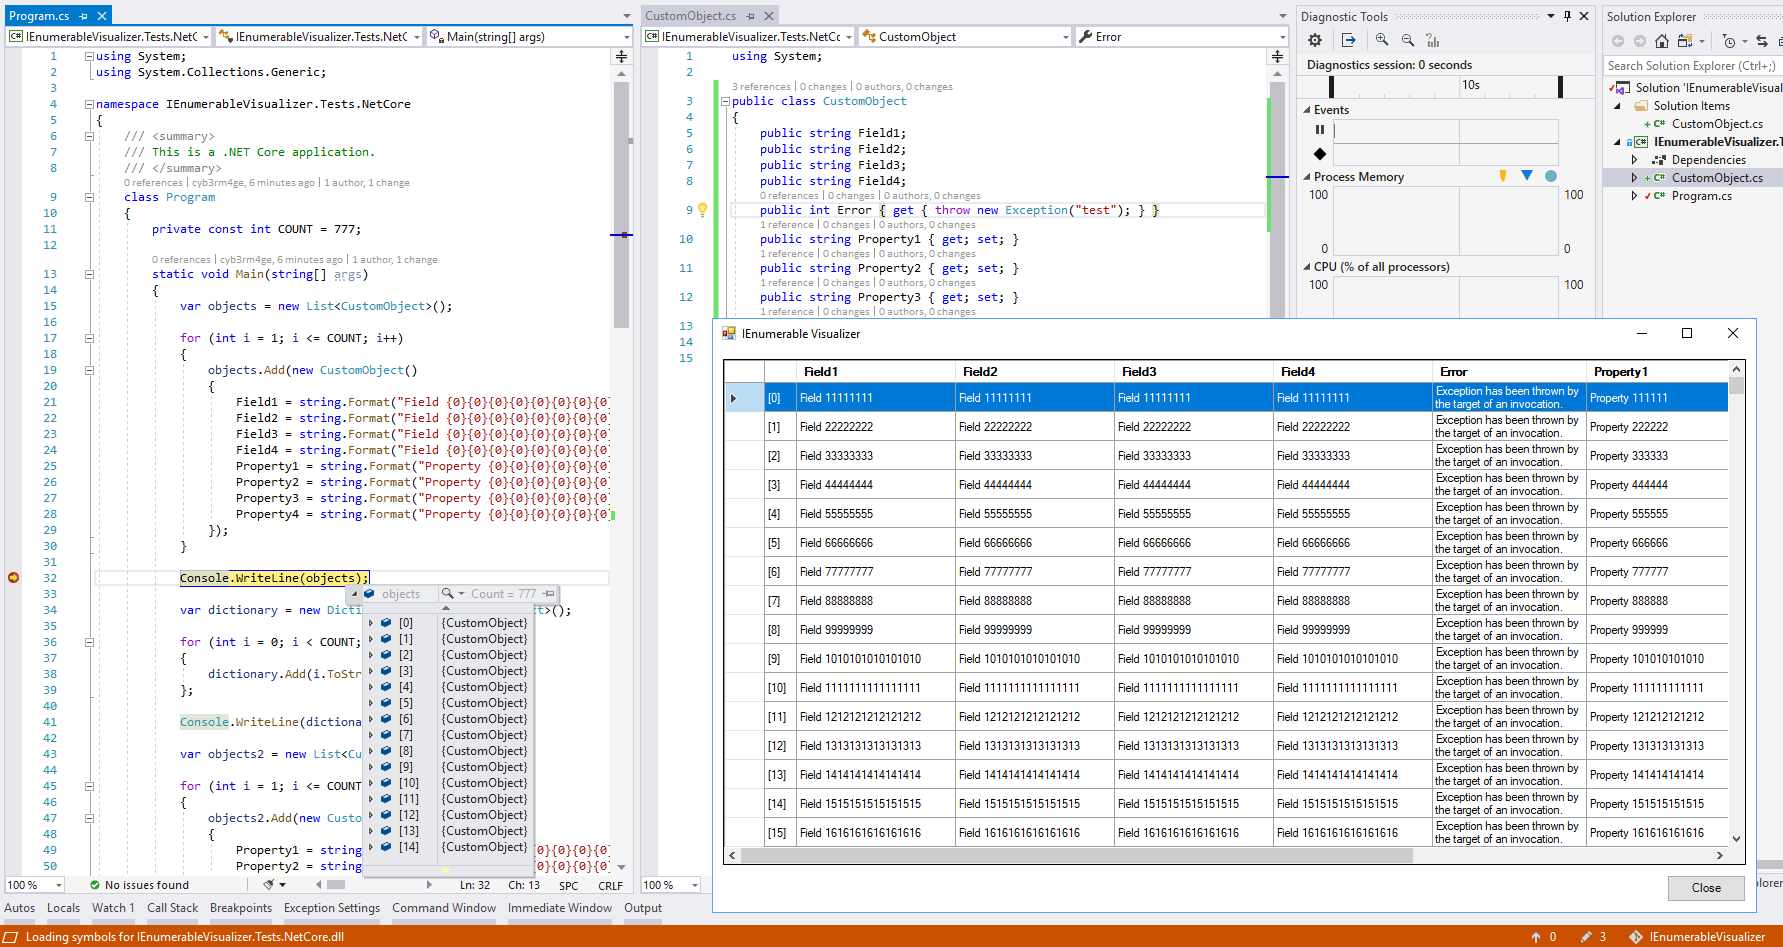 Program.cs
IEnumerableVisualizer.Tests.NetC
IEnumerableVisualizer.Tests.NetC
Main(string[] args)
1 using System;
2 using System.Collections.Generic;
3
4 namespace IEnumerableVisualizer.Tests.NetCore
5 {
6 /// <summary>
7 /// This is a .NET Core application.
8 /// </summary>
0 references | cyb3rm4ge, 6 minutes ago | 1 author, 1 change
9 class Program
10 {
11 private const int COUNT = 777;
12
0 references | cyb3rm4ge, 6 minutes ago | 1 author, 1 change
13 static void Main(string[] args)
14 {
15 var objects = new List<CustomObject>();
16
17 for (int i = 1; i <= COUNT; i++)
18 {
19 objects.Add(new CustomObject()
20 {
21 Field1 = string.Format("Field {0}{0}{0}{0}{0}{0}{0}
22 Field2 = string.Format("Field {0}{0}{0}{0}{0}{0}{0}
23 Field3 = string.Format("Field {0}{0}{0}{0}{0}{0}{0}
24 Field4 = string.Format("Field {0}{0}{0}{0}{0}{0}{0}
25 Property1 = string.Format("Property {0}{0}{0}{0}{0}
26 Property2 = string.Format("Property {0}{0}{0}{0}{0}
27 Property3 = string.Format("Property {0}{0}{0}{0}{0}
28 Property4 = string.Format("Property {0}{0}{0}{0}{0}
29 });
30 }
31
32 Console.WriteLine(objects);
33
34 var dictionary = new Dicti t>();
35
36 for (int i = 0; i < COUNT;
37 {
38 dictionary.Add(i.ToStr
39 };
40
41 Console.WriteLine(dictiona
42
43 var objects2 = new List<Cu
44
45 for (int i = 1; i <= COUNT
46 {
47 objects2.Add(new Custo
48 {
49 Property1 = string {0}{0}{0}{0}
50 Property2 = string {0}{0}{0}{0}
objects Count = 777
[0] {CustomObject}
[1] {CustomObject}
[2] {CustomObject}
[3] {CustomObject}
[4] {CustomObject}
[5] {CustomObject}
[6] {CustomObject}
[7] {CustomObject}
[8] {CustomObject}
[9] {CustomObject}
[10] {CustomObject}
[11] {CustomObject}
[12] {CustomObject}
[13] {CustomObject}
[14] {CustomObject}
100 % No issues found Ln: 32 Ch: 13 SPC CRLF
CustomObject.cs
IEnumerableVisualizer.Tests.NetCc
CustomObject
Error
1 using System;
2
3 references | 0 changes | 0 authors, 0 changes
3 public class CustomObject
4 {
5 public string Field1;
6 public string Field2;
7 public string Field3;
8 public string Field4;
0 references | 0 changes | 0 authors, 0 changes
9 public int Error { get { throw new Exception("test"); } }
1 reference | 0 changes | 0 authors, 0 changes
10 public string Property1 { get; set; }
1 reference | 0 changes | 0 authors, 0 changes
11 public string Property2 { get; set; }
1 reference | 0 changes | 0 authors, 0 changes
12 public string Property3 { get; set; }
1 reference | 0 changes | 0 authors, 0 changes
13
14
15
100 %
Diagnostic Tools
Diagnostics session: 0 seconds
10s
Events
Process Memory
100 100
0 0
CPU (% of all processors)
100 100
Solution Explorer
Search Solution Explorer (Ctrl+;)
Solution 'IEnumerableVisual
Solution Items
+ C# CustomObject.cs
C# IEnumerableVisualizer.T
Dependencies
+ C# CustomObject.cs
C# Program.cs
IEnumerable Visualizer
Field1 Field2 Field3 Field4 Error Property1
[0] Field 11111111 Field 11111111 Field 11111111 Field 11111111 Exception has been thrown by the target of an invocation. Property 111111
[1] Field 22222222 Field 22222222 Field 22222222 Field 22222222 Exception has been thrown by the target of an invocation. Property 222222
[2] Field 33333333 Field 33333333 Field 33333333 Field 33333333 Exception has been thrown by the target of an invocation. Property 333333
[3] Field 44444444 Field 44444444 Field 44444444 Field 44444444 Exception has been thrown by the target of an invocation. Property 444444
[4] Field 55555555 Field 55555555 Field 55555555 Field 55555555 Exception has been thrown by the target of an invocation. Property 555555
[5] Field 66666666 Field 66666666 Field 66666666 Field 66666666 Exception has been thrown by the target of an invocation. Property 666666
[6] Field 77777777 Field 77777777 Field 77777777 Field 77777777 Exception has been thrown by the target of an invocation. Property 777777
[7] Field 88888888 Field 88888888 Field 88888888 Field 88888888 Exception has been thrown by the target of an invocation. Property 888888
[8] Field 99999999 Field 99999999 Field 99999999 Field 99999999 Exception has been thrown by the target of an invocation. Property 999999
[9] Field 1010101010101010 Field 1010101010101010 Field 1010101010101010 Field 1010101010101010 Exception has been thrown by the target of an invocation. Property 101010101010
[10] Field 1111111111111111 Field 1111111111111111 Field 1111111111111111 Field 1111111111111111 Exception has been thrown by the target of an invocation. Property 111111111111
[11] Field 1212121212121212 Field 1212121212121212 Field 1212121212121212 Field 1212121212121212 Exception has been thrown by the target of an invocation. Property 121212121212
[12] Field 1313131313131313 Field 1313131313131313 Field 1313131313131313 Field 1313131313131313 Exception has been thrown by the target of an invocation. Property 131313131313
[13] Field 1414141414141414 Field 1414141414141414 Field 1414141414141414 Field 1414141414141414 Exception has been thrown by the target of an invocation. Property 141414141414
[14] Field 1515151515151515 Field 1515151515151515 Field 1515151515151515 Field 1515151515151515 Exception has been thrown by the target of an invocation. Property 151515151515
[15] Field 1616161616161616 Field 1616161616161616 Field 1616161616161616 Field 1616161616161616 Exception has been thrown by the target of an invocation. Property 161616161616
Close
plorer
Autos Locals Watch 1 Call Stack Breakpoints Exception Settings Command Window Immediate Window Output
Loading symbols for IEnumerableVisualizer.Tests.NetCore.dll 0 3 IEnumerableVisualizer